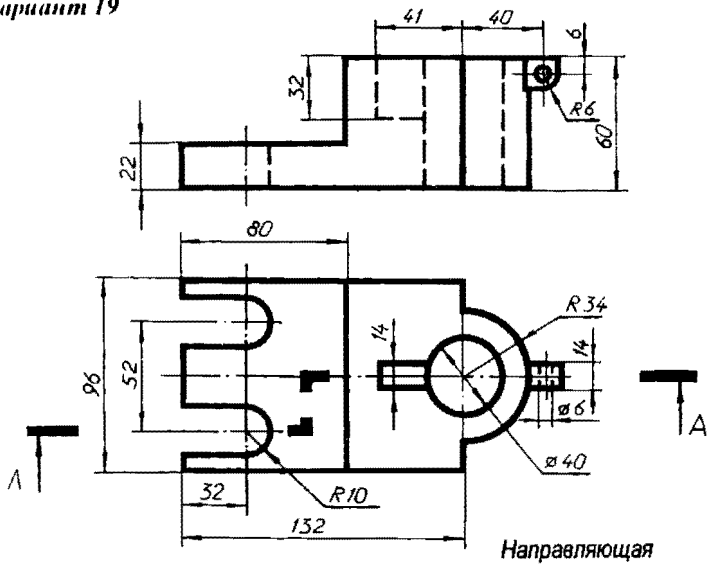 ариант 19
41
40
6
32
R6
60
22
80
R34
14
14
96
52
ø6
A
A
ø40
R10
32
132
Направляющая